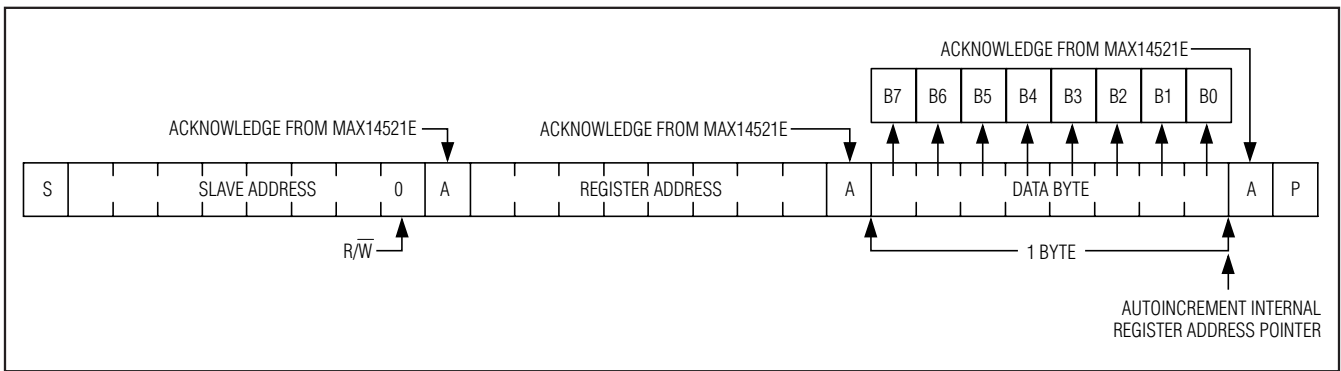 ACKNOWLEDGE FROM MAX14521E
B7 B6 B5 B4 B3 B2 B1 B0
ACKNOWLEDGE FROM MAX14521E
ACKNOWLEDGE FROM MAX14521E
S SLAVE ADDRESS 0 A REGISTER ADDRESS A DATA BYTE A P
R/W̅
1 BYTE
AUTOINCREMENT INTERNAL
REGISTER ADDRESS POINTER